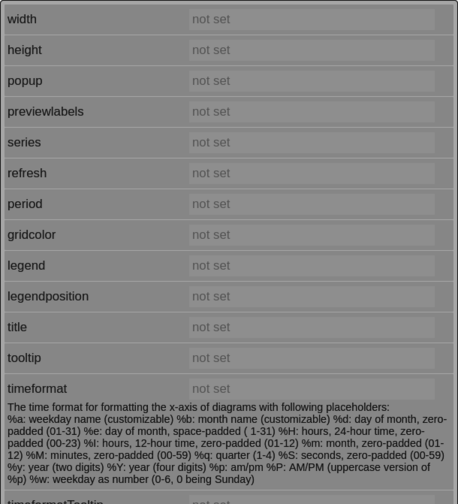 width not set
height not set
popup not set
previewlabels not set
series not set
refresh not set
period not set
gridcolor not set
legend not set
legendposition not set
title not set
tooltip not set
timeformat not set
The time format for formatting the x-axis of diagrams with following placeholders:
%a: weekday name (customizable) %b: month name (customizable) %d: day of month, zero-
padded (01-31) %e: day of month, space-padded ( 1-31) %H: hours, 24-hour time, zero-
padded (00-23) %I: hours, 12-hour time, zero-padded (01-12) %m: month, zero-padded (01-
12) %M: minutes, zero-padded (00-59) %q: quarter (1-4) %S: seconds, zero-padded (00-59)
%y: year (two digits) %Y: year (four digits) %p: am/pm %P: AM/PM (uppercase version of
%p) %w: weekday as number (0-6, 0 being Sunday)
timeformatTooltip not set